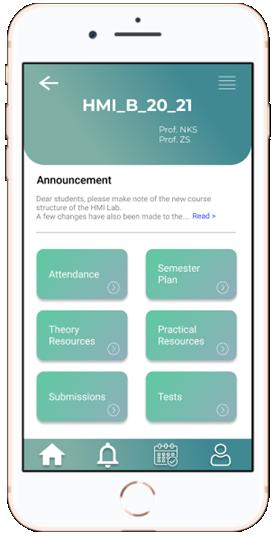 HMI_B_20_21
Prof. NKS
Prof. ZS
Announcement
Dear students, please make note of the new course
structure of the HMI Lab.
A few changes have also been made to the... Read >
Attendance
Semester
Plan
Theory
Resources
Practical
Resources
Submissions
Tests